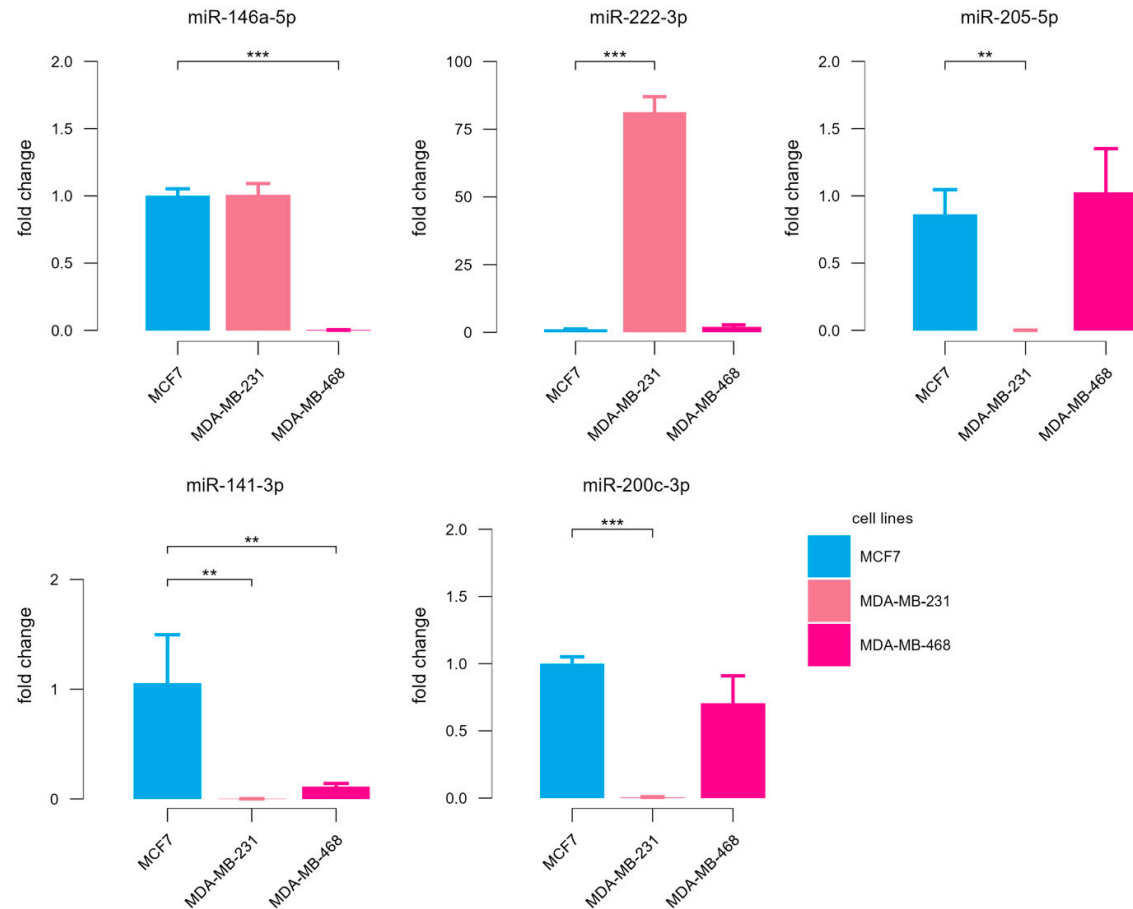 miR-146a-5p
fold change
2.0
1.5
1.0
0.5
0.0
***
MCF7
MDA-MB-231
MDA-MB-468
miR-222-3p
fold change
100
75
50
25
0
***
MCF7
MDA-MB-231
MDA-MB-468
miR-205-5p
fold change
2.0
1.5
1.0
0.5
0.0
**
MCF7
MDA-MB-231
MDA-MB-468
miR-141-3p
fold change
2
1
0
**
**
MCF7
MDA-MB-231
MDA-MB-468
miR-200c-3p
fold change
2.0
1.5
1.0
0.5
0.0
***
MCF7
MDA-MB-231
MDA-MB-468
cell lines
MCF7
MDA-MB-231
MDA-MB-468